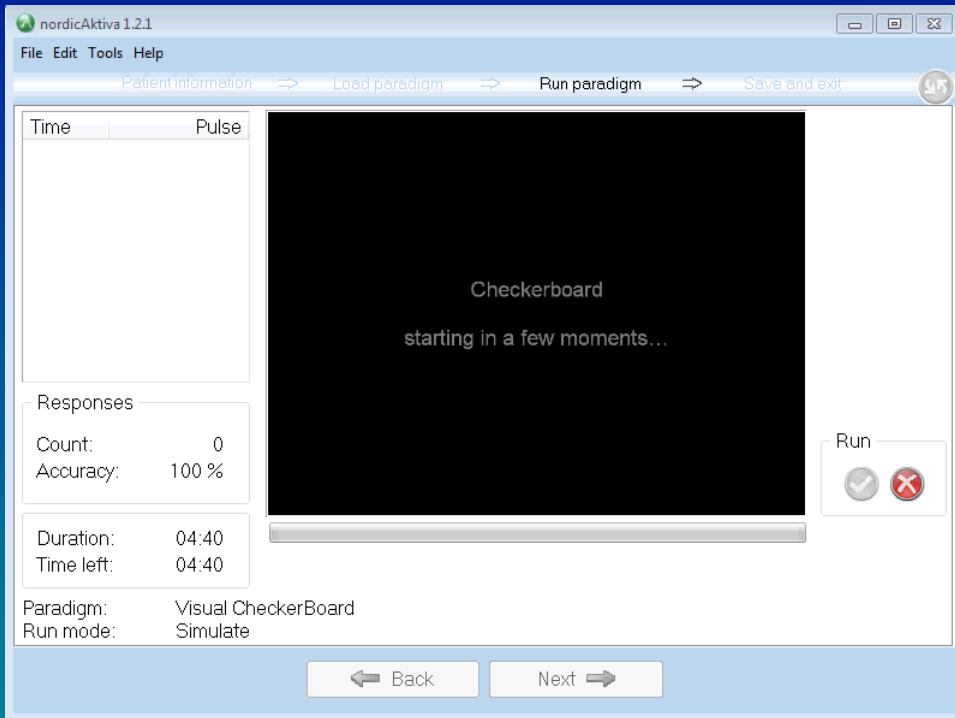 nordicAktiva 1.2.1
File Edit Tools Help
Patient information ⇒ Load paradigm ⇒ Run paradigm ⇒ Save and exit
Time Pulse
Checkerboard
starting in a few moments...
Responses
Count: 0
Accuracy: 100 %
Run
Duration: 04:40
Time left: 04:40
Paradigm: Visual CheckerBoard
Run mode: Simulate
Back Next